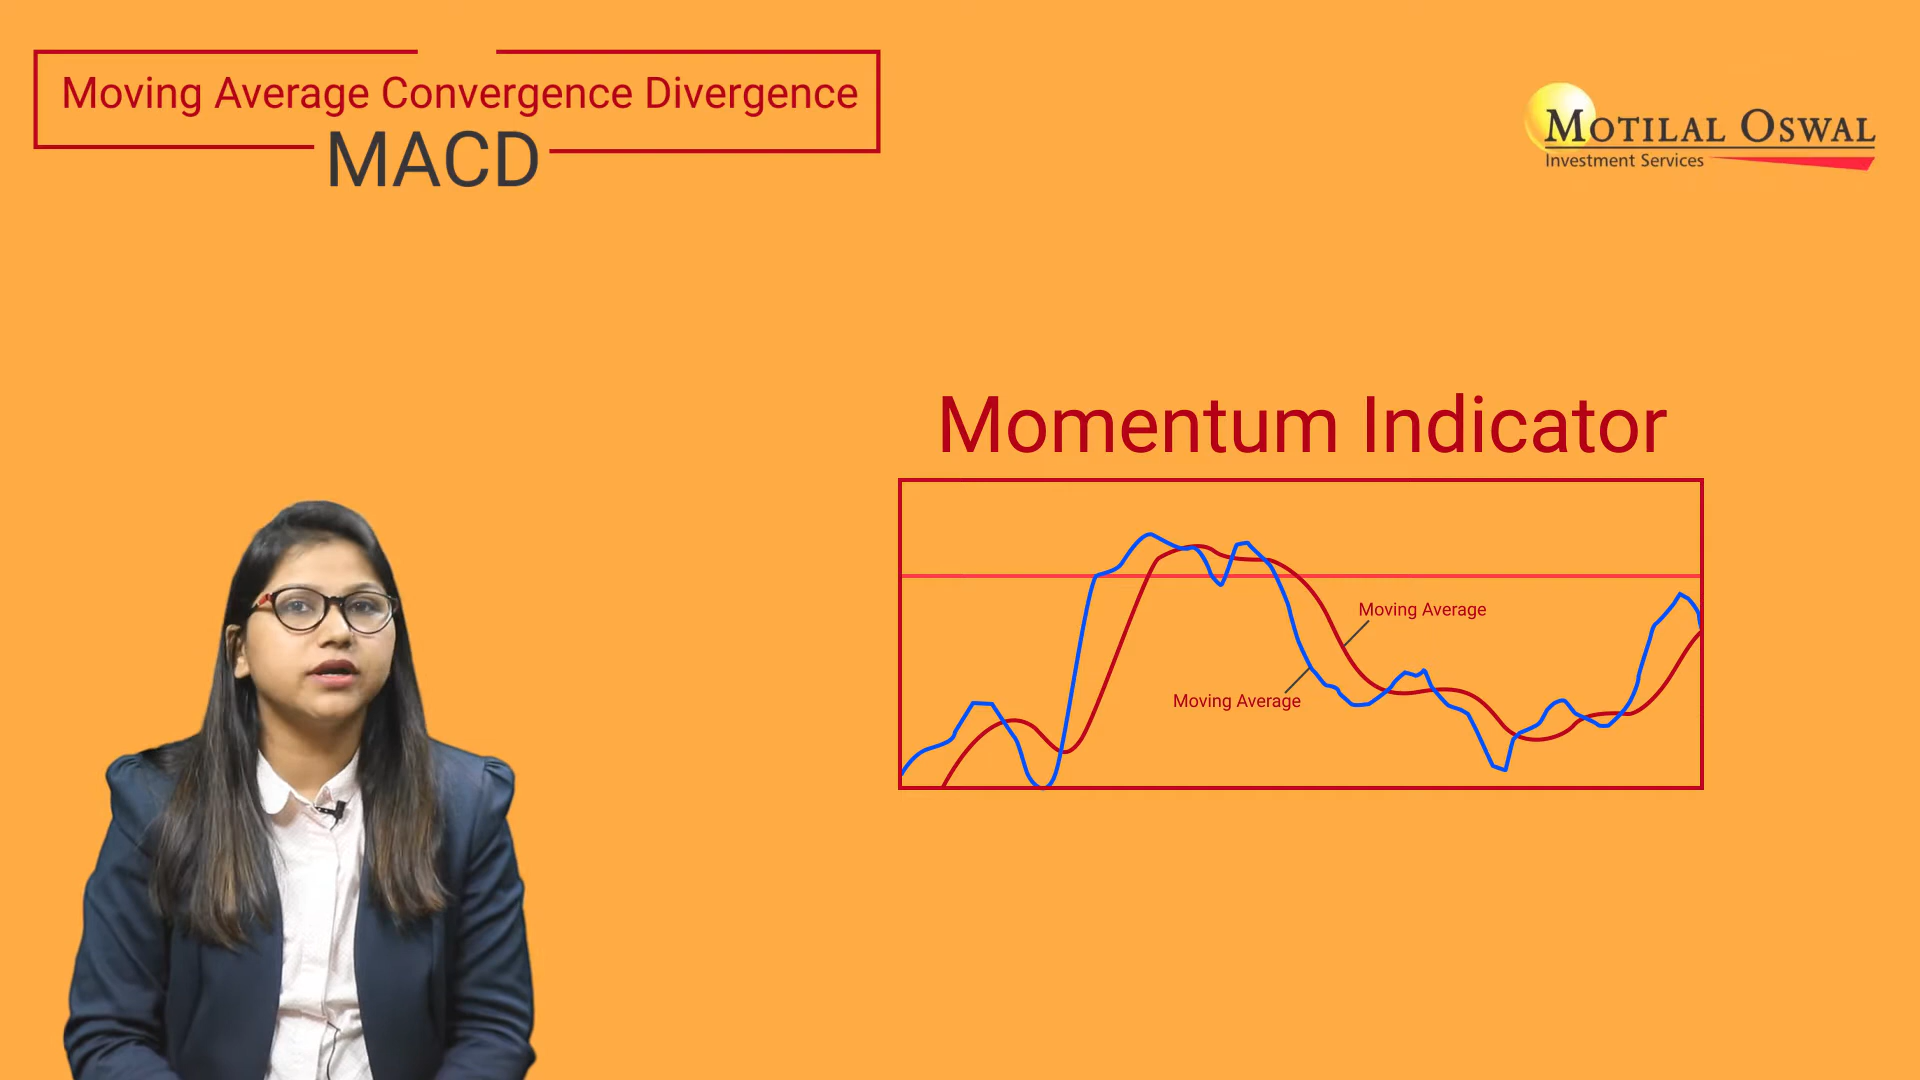 Moving Average Convergence Divergence
MACD
MOTILAL OSWAL
Investment Services
Momentum Indicator
Moving Average
Moving Average